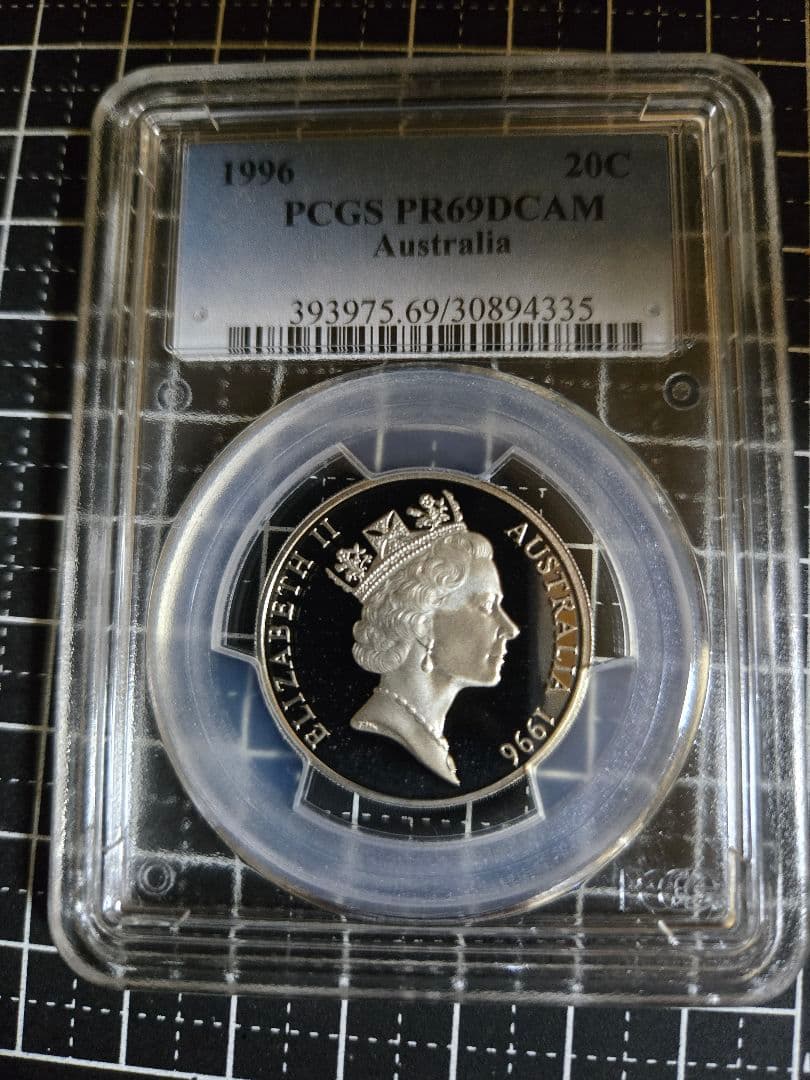 1996 20C
PCGS PR69DCAM
Australia
393975.69/30894335
ELIZABETH II
AUSTRALIA 1996